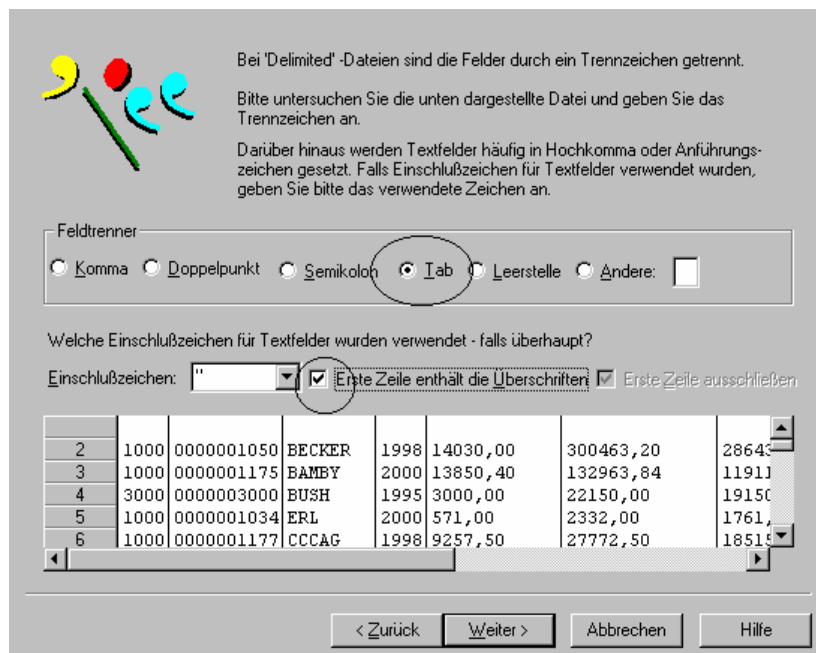 Bei 'Delimited' -Dateien sind die Felder durch ein Trennzeichen getrennt.
Bitte untersuchen Sie die unten dargestellte Datei und geben Sie das
Trennzeichen an.
Darüber hinaus werden Textfelder häufig in Hochkomma oder Anführungs-
zeichen gesetzt. Falls Einschlußzeichen für Textfelder verwendet wurden,
geben Sie bitte das verwendete Zeichen an.
Feldtrenner
Komma Doppelpunkt Semikolon Tab Leerstelle Andere:
Welche Einschlußzeichen für Textfelder wurden verwendet - falls überhaupt?
Einschlußzeichen: " Erste Zeile enthält die Überschriften Erste Zeile ausschließen
2 1000 0000001050 BECKER 1998 14030,00 300463,20 28643
3 1000 0000001175 BAMBY 2000 13850,40 132963,84 11911
4 3000 0000003000 BUSH 1995 3000,00 22150,00 19150
5 1000 0000001034 ERL 2000 571,00 2332,00 1761,
6 1000 0000001177 CCCAG 1998 9257,50 27772,50 18515
< Zurück Weiter > Abbrechen Hilfe